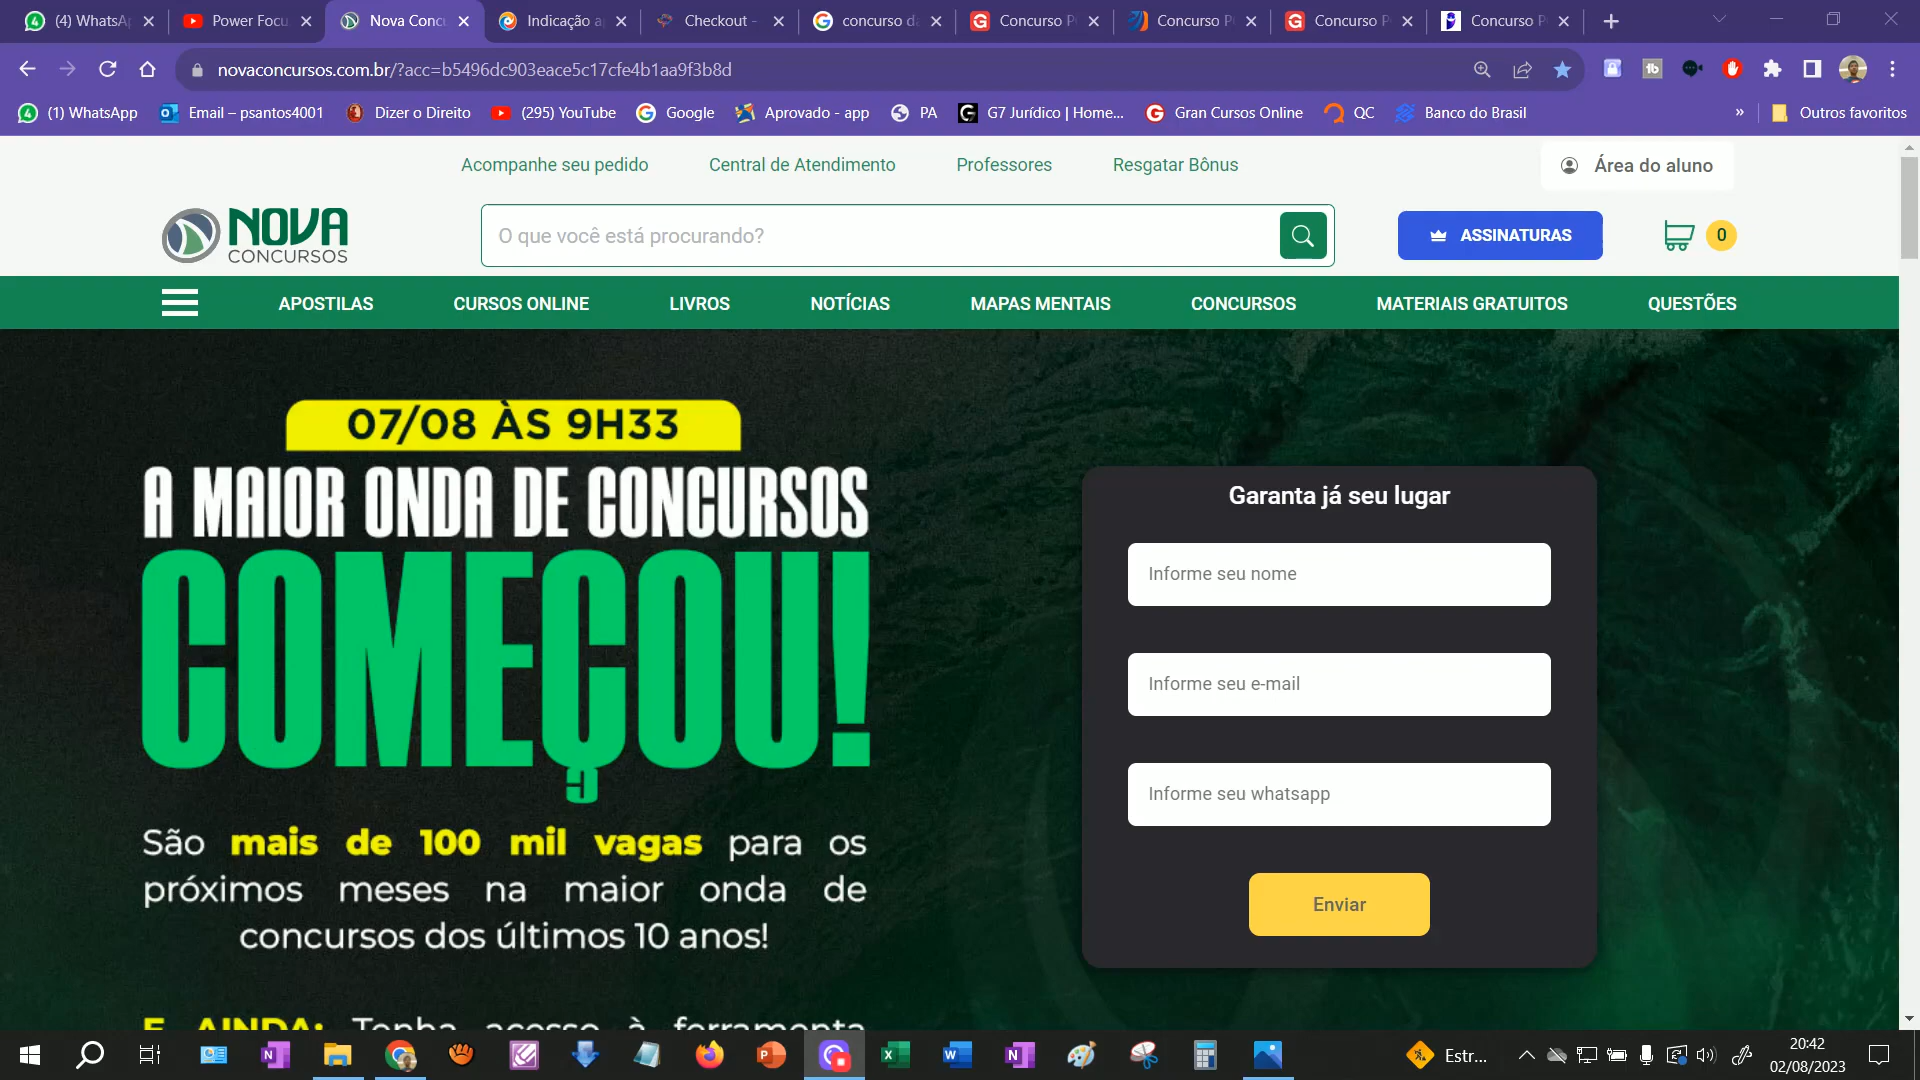 (4) WhatsA
Power Focu
Nova Conc
Indicação a
Checkout -
concurso da
Concurso P
Concurso P
Concurso P
Concurso P
novaconcursos.com.br/?acc=b5496dc903eace5c17cfe4b1aa9f3b8d
(1) WhatsApp
Email – psantos4001
Dizer o Direito
(295) YouTube
Google
Aprovado - app
PA
G7 Jurídico | Home...
Gran Cursos Online
QC
Banco do Brasil
»
Outros favoritos
Acompanhe seu pedido
Central de Atendimento
Professores
Resgatar Bônus
Área do aluno
NOVA
CONCURSOS
O que você está procurando?
ASSINATURAS
0
APOSTILAS
CURSOS ONLINE
LIVROS
NOTÍCIAS
MAPAS MENTAIS
CONCURSOS
MATERIAIS GRATUITOS
QUESTÕES
07/08 ÀS 9H33
A MAIOR ONDA DE CONCURSOS
COMEÇOU!
São mais de 100 mil vagas para os
próximos meses na maior onda de
concursos dos últimos 10 anos!
E AINDA: Tenha acesso à ferramenta
Garanta já seu lugar
Informe seu nome
Informe seu e-mail
Informe seu whatsapp
Enviar
Estr...
20:42
02/08/2023